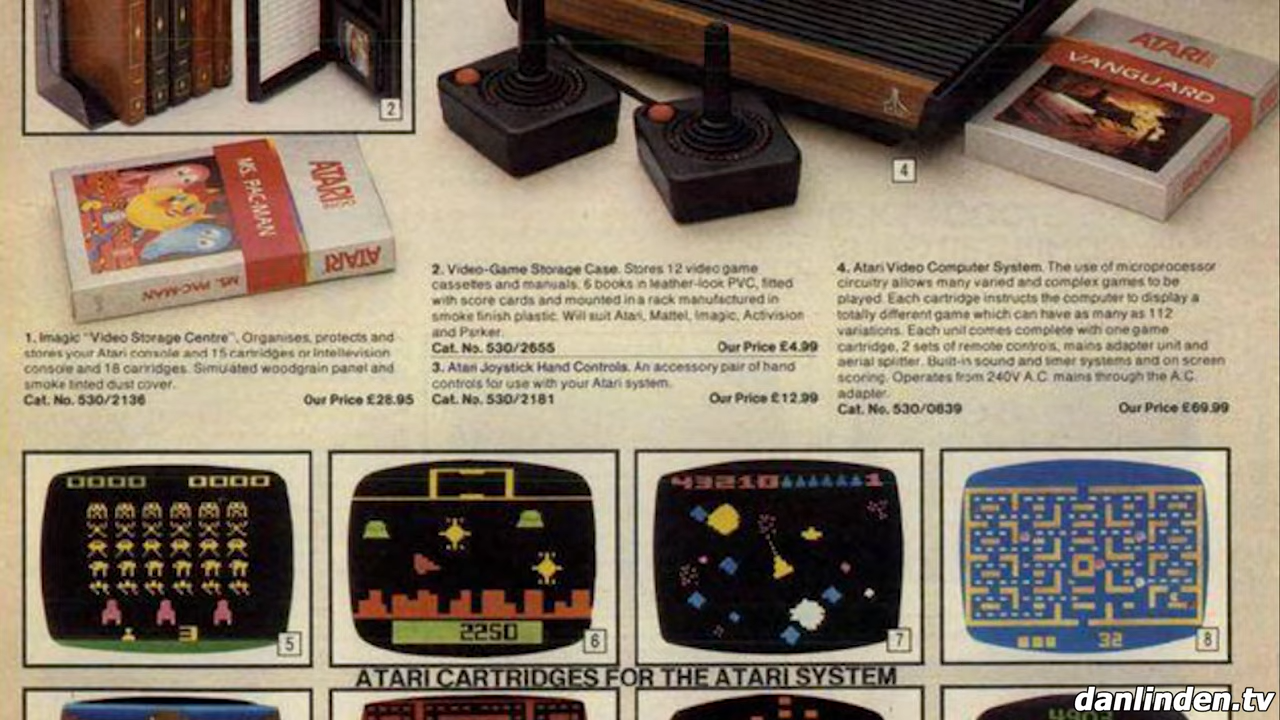 2
ATARI
VANGUARD
4
ATARI
MS. PAC-MAN
ATARI
MS. PAC-MAN
1. Imagic "Video Storage Centre". Organises, protects and
stores your Atari console and 15 cartridges or Intellevision
console and 18 cartridges. Simulated woodgrain panel and
smoke tinted dust cover.
Cat. No. 530/2136 Our Price £28.95
2. Video-Game Storage Case. Stores 12 video game
cassettes and manuals. 6 books in leather-look PVC, fitted
with score cards and mounted in a rack manufactured in
smoke finish plastic. Will suit Atari, Mattel, Imagic, Activision
and Parker.
Cat. No. 530/2655 Our Price £4.99
3. Atari Joystick Hand Controls. An accessory pair of hand
controls for use with your Atari system.
Cat. No. 530/2181 Our Price £12.99
4. Atari Video Computer System. The use of microprocessor
circuitry allows many varied and complex games to be
played. Each cartridge instructs the computer to display a
totally different game which can have as many as 112
variations. Each unit comes complete with one game
cartridge, 2 sets of remote controls, mains adapter unit and
aerial splitter. Built-in sound and timer systems and on screen
scoring. Operates from 240V A.C. mains through the A.C.
adapter.
Cat. No. 530/0839 Our Price £69.99
0000 0000
3
5
2250
6
43210 1
7
32
8
ATARI CARTRIDGES FOR THE ATARI SYSTEM
danlinden.tv